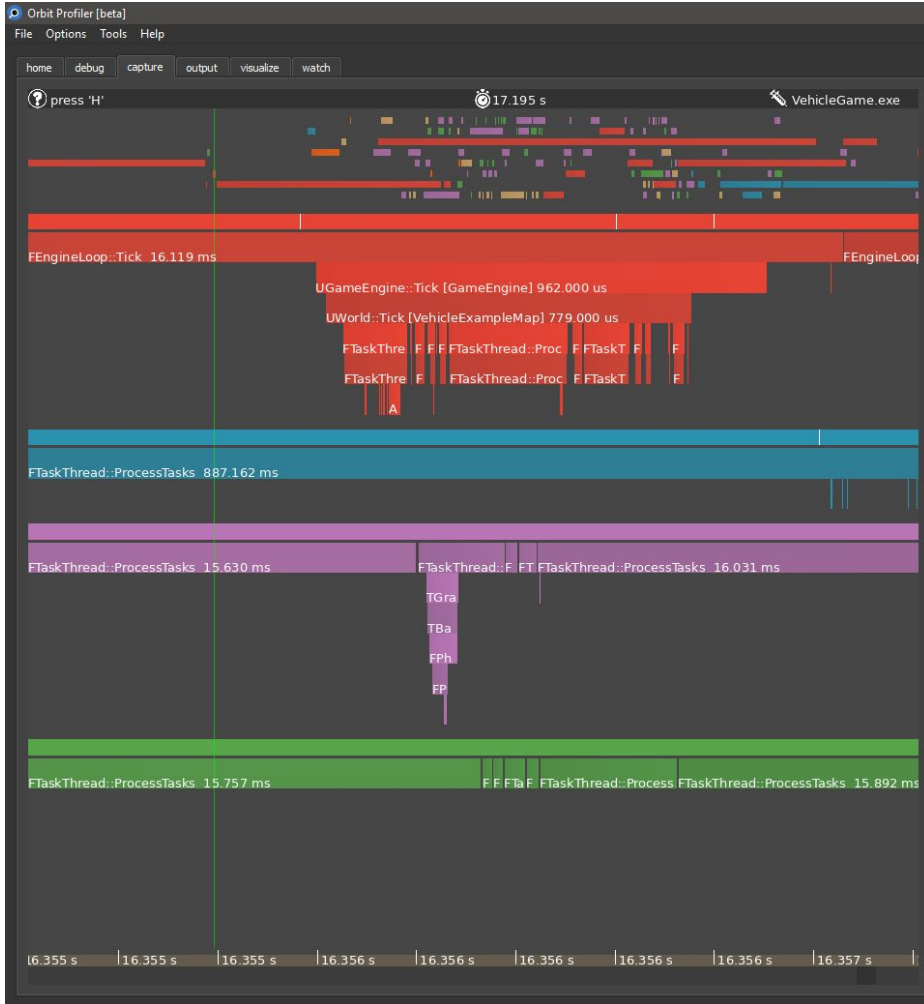 Orbit Profiler [beta]
File Options Tools Help
home debug capture output visualize watch
? press 'H' 17.195 s VehicleGame.exe
FEngineLoop::Tick 16.119 ms FEngineLoop
UGameEngine::Tick [GameEngine] 962.000 us
UWorld::Tick [VehicleExampleMap] 779.000 us
FTaskThre F F F FTaskThread::Proc F FTaskT F F
FTaskThre F FTaskThread::Proc F FTaskT F
A
FTaskThread::ProcessTasks 887.162 ms
FTaskThread::ProcessTasks 15.630 ms FTaskThread:: F FT FTaskThread::ProcessTasks 16.031 ms
TGra
TBa
FPh
FP
FTaskThread::ProcessTasks 15.757 ms F F FTa F FTaskThread::Process FTaskThread::ProcessTasks 15.892 ms
16.355 s 16.355 s 16.355 s 16.356 s 16.356 s 16.356 s 16.356 s 16.356 s 16.357 s